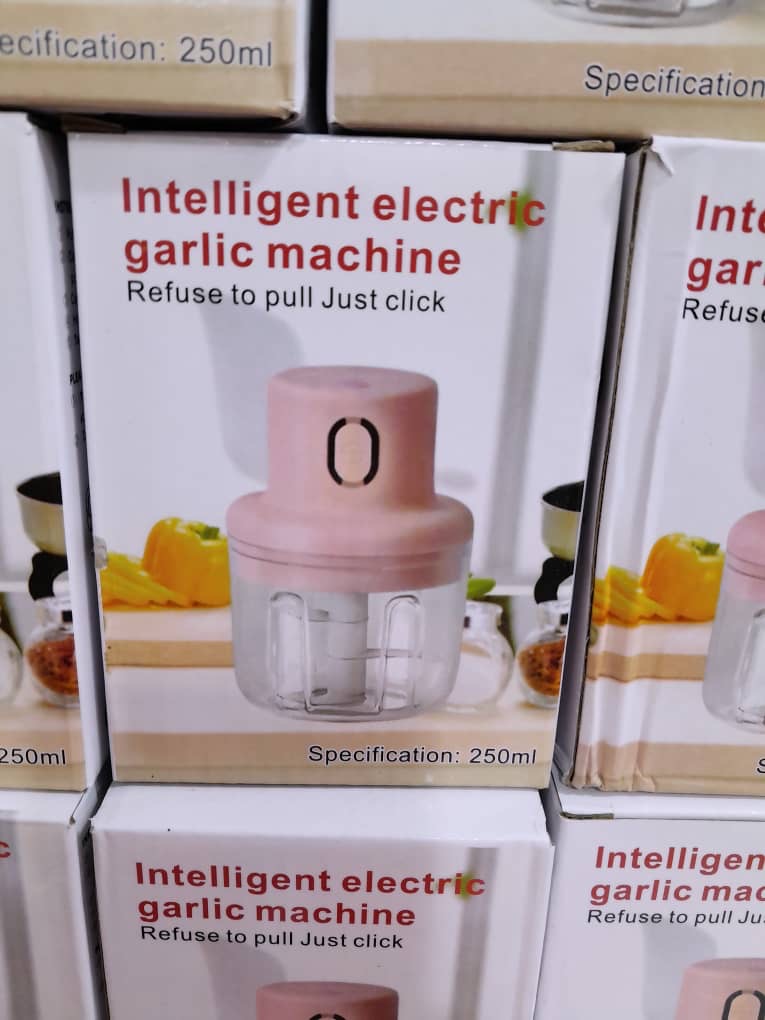 ecification: 250ml
Specification
Intelligent electric
garlic machine
Refuse to pull Just click
Specification: 250ml
Inte
gar
Refuse
250ml
Intelligent electric
garlic machine
Refuse to pull Just click
Intelligen
garlic mac
Refuse to pull Ju